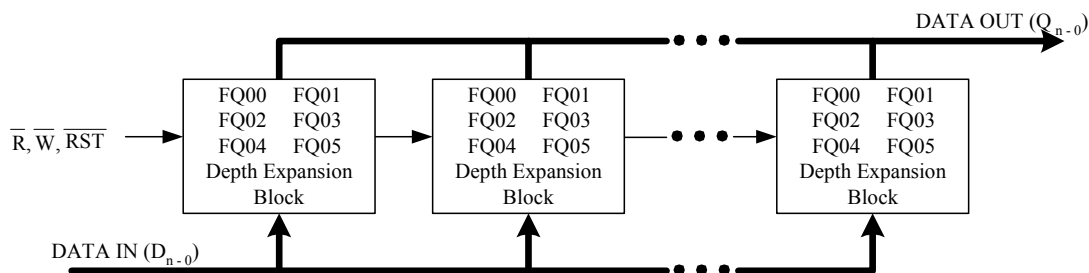 DATA OUT (Qn-0)
FQ00 FQ01
FQ02 FQ03
FQ04 FQ05
Depth Expansion
Block
FQ00 FQ01
FQ02 FQ03
FQ04 FQ05
Depth Expansion
Block
FQ00 FQ01
FQ02 FQ03
FQ04 FQ05
Depth Expansion
Block
R̅, W̅, R̅S̅T̅
DATA IN (Dn-0)